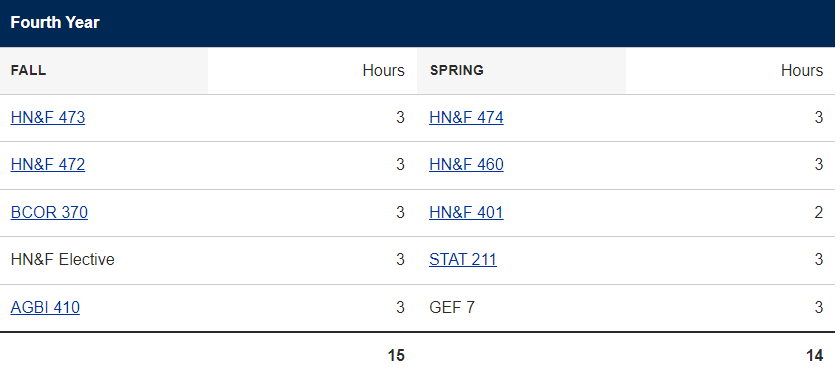 Fourth Year
FALL Hours SPRING Hours
HN&F 473 3 HN&F 474 3
HN&F 472 3 HN&F 460 3
BCOR 370 3 HN&F 401 2
HN&F Elective 3 STAT 211 3
AGBI 410 3 GEF 7 3
15 14